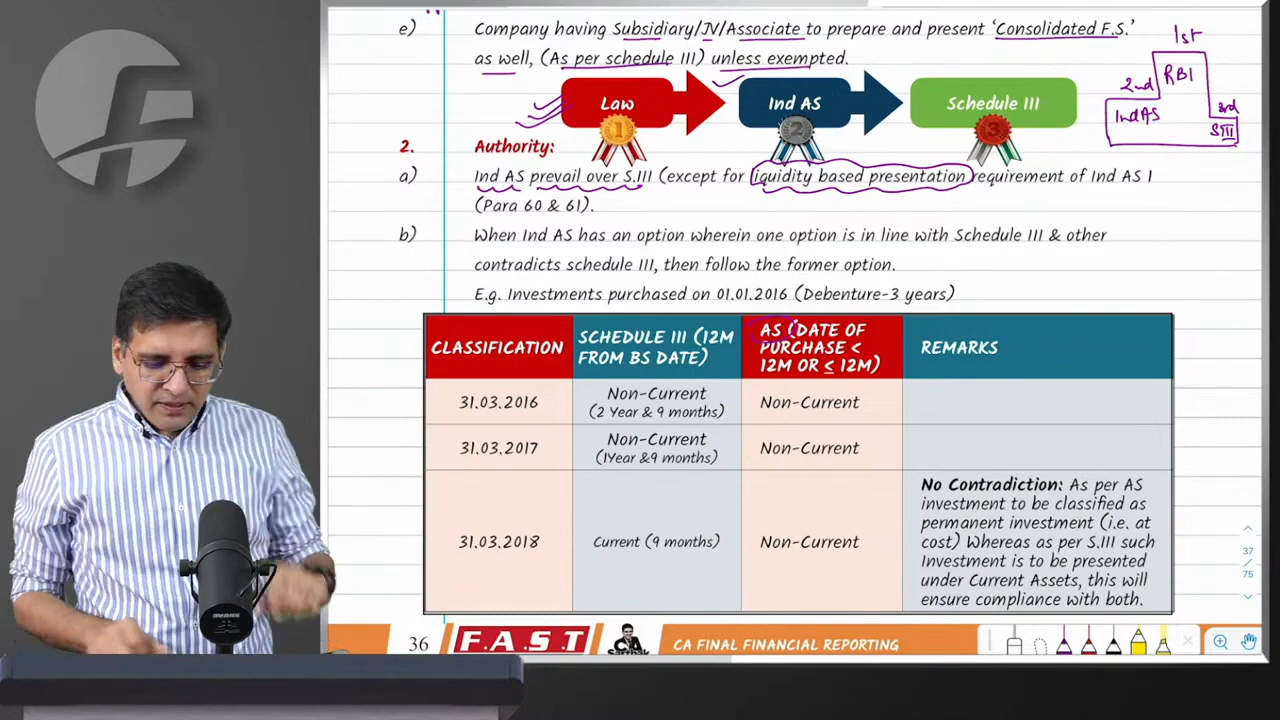 e) Company having Subsidiary/JV/Associate to prepare and present ‘Consolidated F.S.’
as well, (As per schedule III) unless exempted.
1st
2nd
RBI
Ind AS
3rd
SIII
Law
Ind AS
Schedule III
1
2
3
2. Authority:
a) Ind AS prevail over S.III (except for liquidity based presentation requirement of Ind AS 1
(Para 60 & 61).
b) When Ind AS has an option wherein one option is in line with Schedule III & other
contradicts schedule III, then follow the former option.
E.g. Investments purchased on 01.01.2016 (Debenture-3 years)
CLASSIFICATION
SCHEDULE III (12M
FROM BS DATE)
AS (DATE OF
PURCHASE <
12M OR ≤ 12M)
REMARKS
31.03.2016
Non-Current
(2 Year & 9 months)
Non-Current
31.03.2017
Non-Current
(1Year &9 months)
Non-Current
31.03.2018
Current (9 months)
Non-Current
No Contradiction: As per AS
investment to be classified as
permanent investment (i.e. at
cost) Whereas as per S.III such
Investment is to be presented
under Current Assets, this will
ensure compliance with both.
37
/
75
36
F.A.S.T
CA
Sarthak
CA FINAL FINANCIAL REPORTING